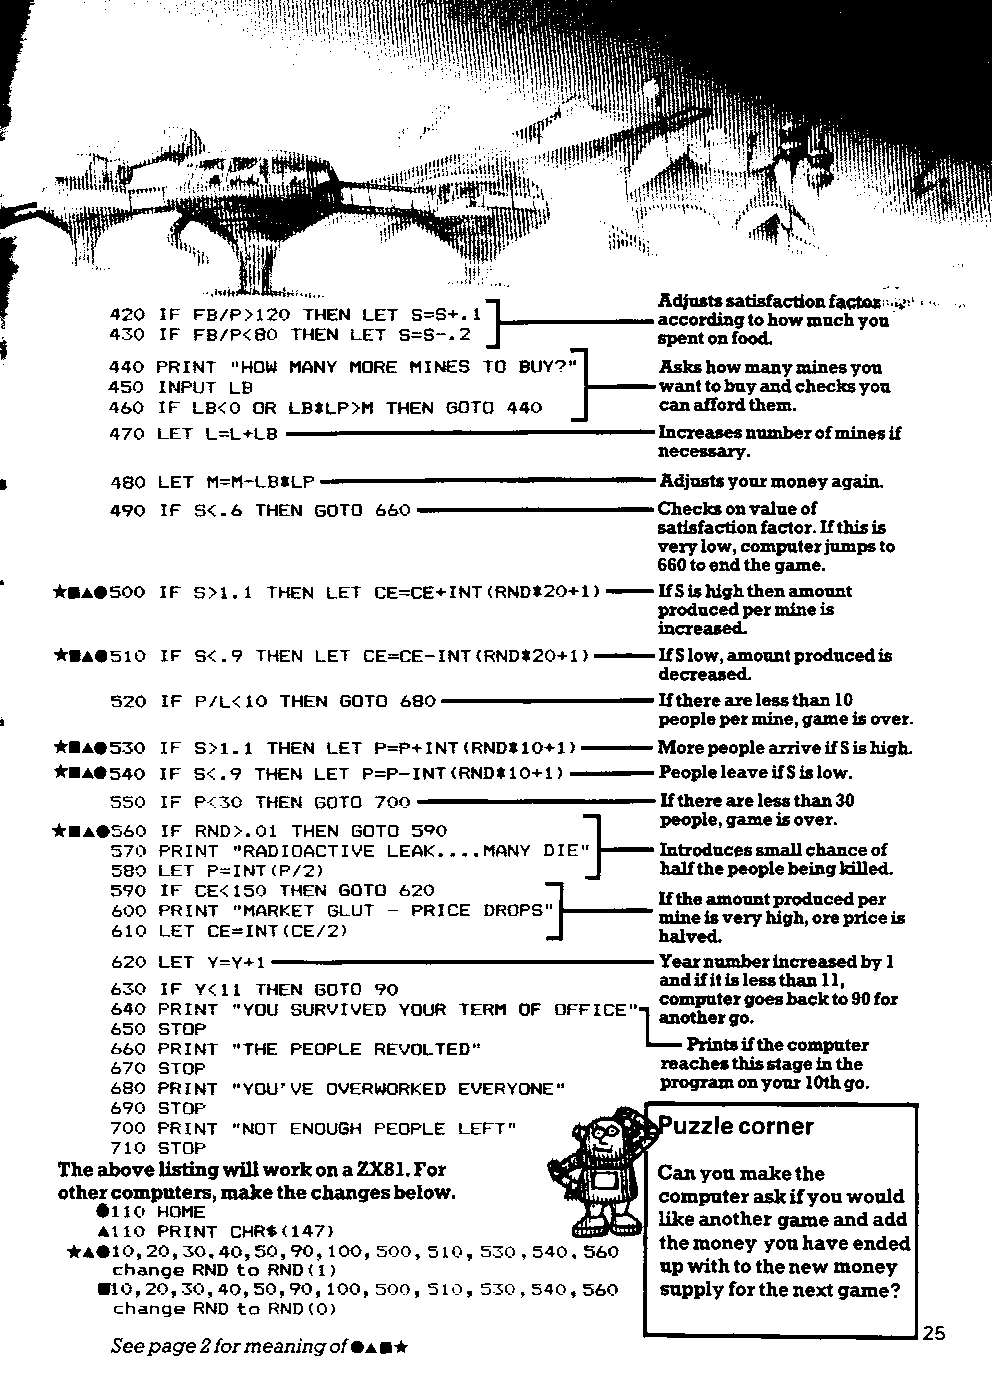 420 IF FB/P>120 THEN LET S=S+.1
430 IF FB/P<80 THEN LET S=S-.2
Adjusts satisfaction factor
according to how much you
spent on food.
440 PRINT "HOW MANY MORE MINES TO BUY?"
450 INPUT LB
460 IF LB<0 OR LB*LP>M THEN GOTO 440
Asks how many mines you
want to buy and checks you
can afford them.
470 LET L=L+LB
Increases number of mines if
necessary.
480 LET M=M-LB*LP
Adjusts your money again.
490 IF S<.6 THEN GOTO 660
Checks on value of
satisfaction factor. If this is
very low, computer jumps to
660 to end the game.
★■▲●500 IF S>1.1 THEN LET CE=CE+INT(RND*20+1)
If S is high then amount
produced per mine is
increased.
★■▲●510 IF S<.9 THEN LET CE=CE-INT(RND*20+1)
If S low, amount produced is
decreased.
520 IF P/L<10 THEN GOTO 680
If there are less than 10
people per mine, game is over.
★■▲●530 IF S>1.1 THEN LET P=P+INT(RND*10+1)
More people arrive if S is high.
★■▲●540 IF S<.9 THEN LET P=P-INT(RND*10+1)
People leave if S is low.
550 IF P<30 THEN GOTO 700
If there are less than 30
people, game is over.
★■▲●560 IF RND>.01 THEN GOTO 590
570 PRINT "RADIOACTIVE LEAK....MANY DIE"
580 LET P=INT(P/2)
Introduces small chance of
half the people being killed.
590 IF CE<150 THEN GOTO 620
600 PRINT "MARKET GLUT - PRICE DROPS"
610 LET CE=INT(CE/2)
If the amount produced per
mine is very high, ore price is
halved.
620 LET Y=Y+1
630 IF Y<11 THEN GOTO 90
Year number increased by 1
and if it is less than 11,
computer goes back to 90 for
another go.
640 PRINT "YOU SURVIVED YOUR TERM OF OFFICE"
650 STOP
660 PRINT "THE PEOPLE REVOLTED"
670 STOP
680 PRINT "YOU'VE OVERWORKED EVERYONE"
690 STOP
700 PRINT "NOT ENOUGH PEOPLE LEFT"
710 STOP
Prints if the computer
reaches this stage in the
program on your 10th go.
The above listing will work on a ZX81. For
other computers, make the changes below.
●110 HOME
▲110 PRINT CHR$(147)
★▲●10,20,30,40,50,90,100,500,510,530,540,560
change RND to RND(1)
■10,20,30,40,50,90,100,500,510,530,540,560
change RND to RND(0)
See page 2 for meaning of ●▲■★
Puzzle corner
Can you make the
computer ask if you would
like another game and add
the money you have ended
up with to the new money
supply for the next game?
25